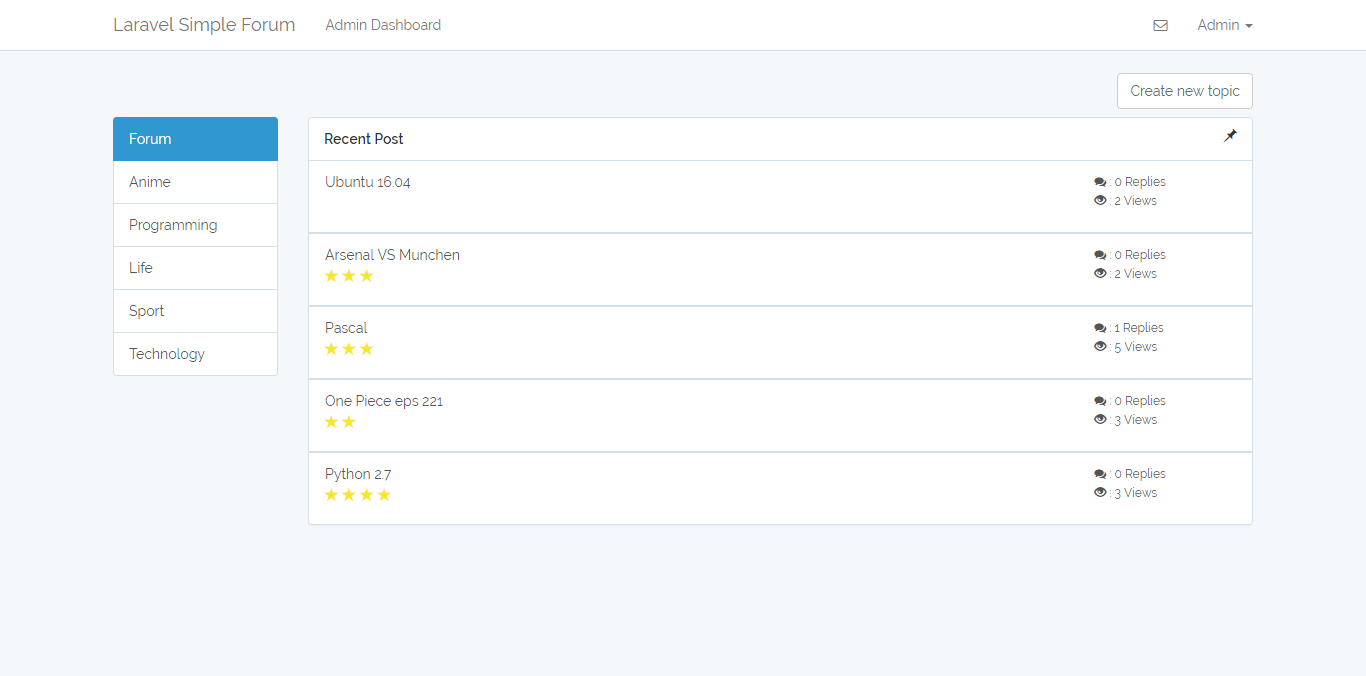 Laravel Simple Forum Admin Dashboard Admin
Create new topic
Forum
Anime
Programming
Life
Sport
Technology
Recent Post
Ubuntu 16.04
: 0 Replies
: 2 Views
Arsenal VS Munchen
: 0 Replies
: 2 Views
Pascal
: 1 Replies
: 5 Views
One Piece eps 221
: 0 Replies
: 3 Views
Python 2.7
: 0 Replies
: 3 Views